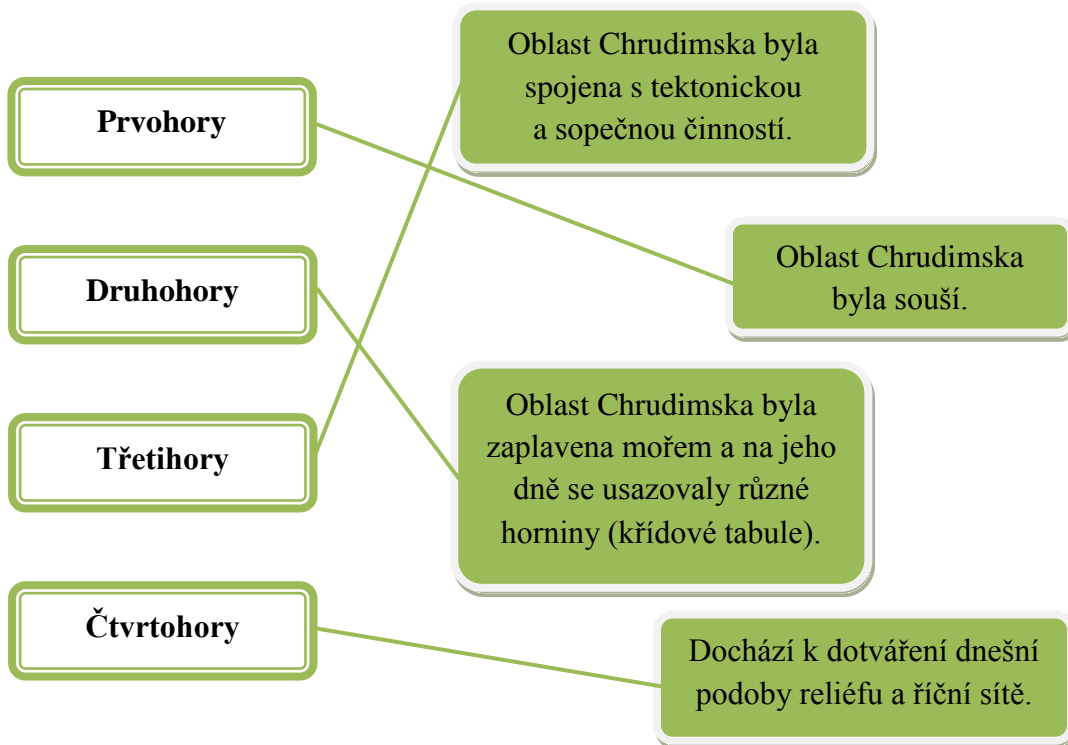 Prvohory
Druhohory
Třetihory
Čtvrtohory
Oblast Chrudimska byla
spojena s tektonickou
a sopečnou činností.
Oblast Chrudimska
byla souší.
Oblast Chrudimska byla
zaplavena mořem a na jeho
dně se usazovaly různé
horniny (křídové tabule).
Dochází k dotváření dnešní
podoby reliéfu a říční sítě.